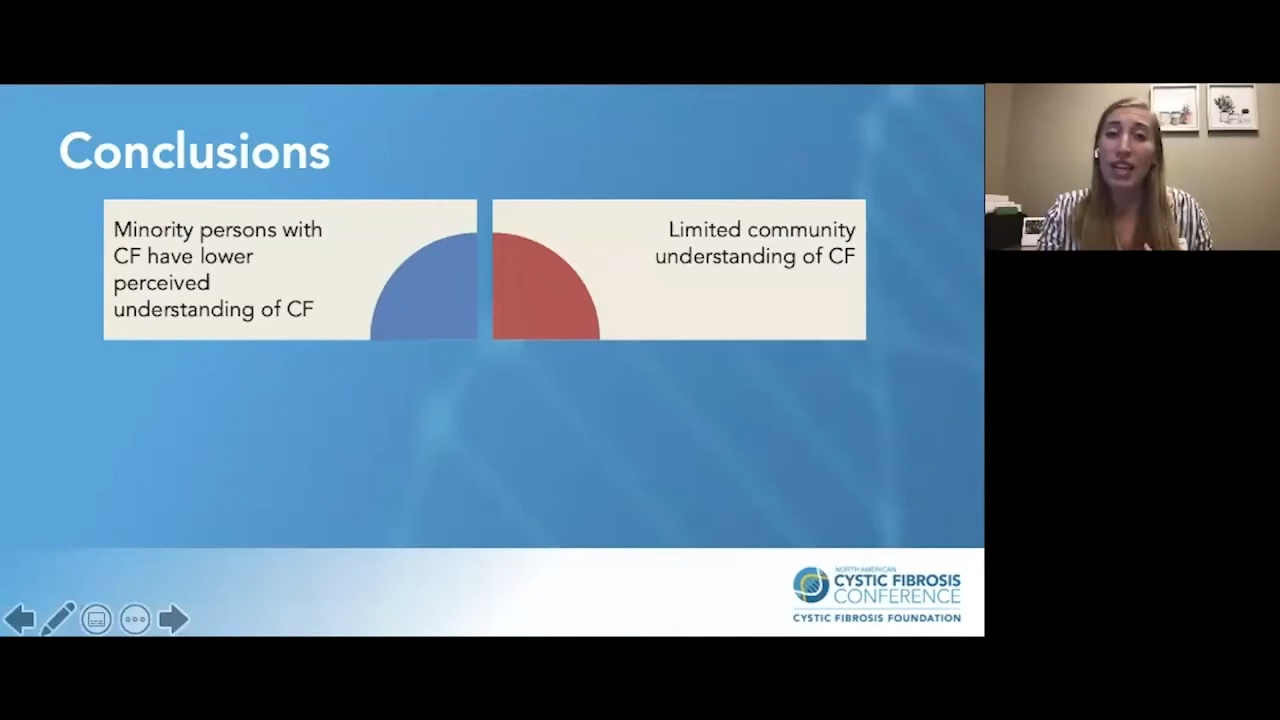 Conclusions
Minority persons with
CF have lower
perceived
understanding of CF
Limited community
understanding of CF
NORTH AMERICAN
CYSTIC FIBROSIS
CONFERENCE
CYSTIC FIBROSIS FOUNDATION